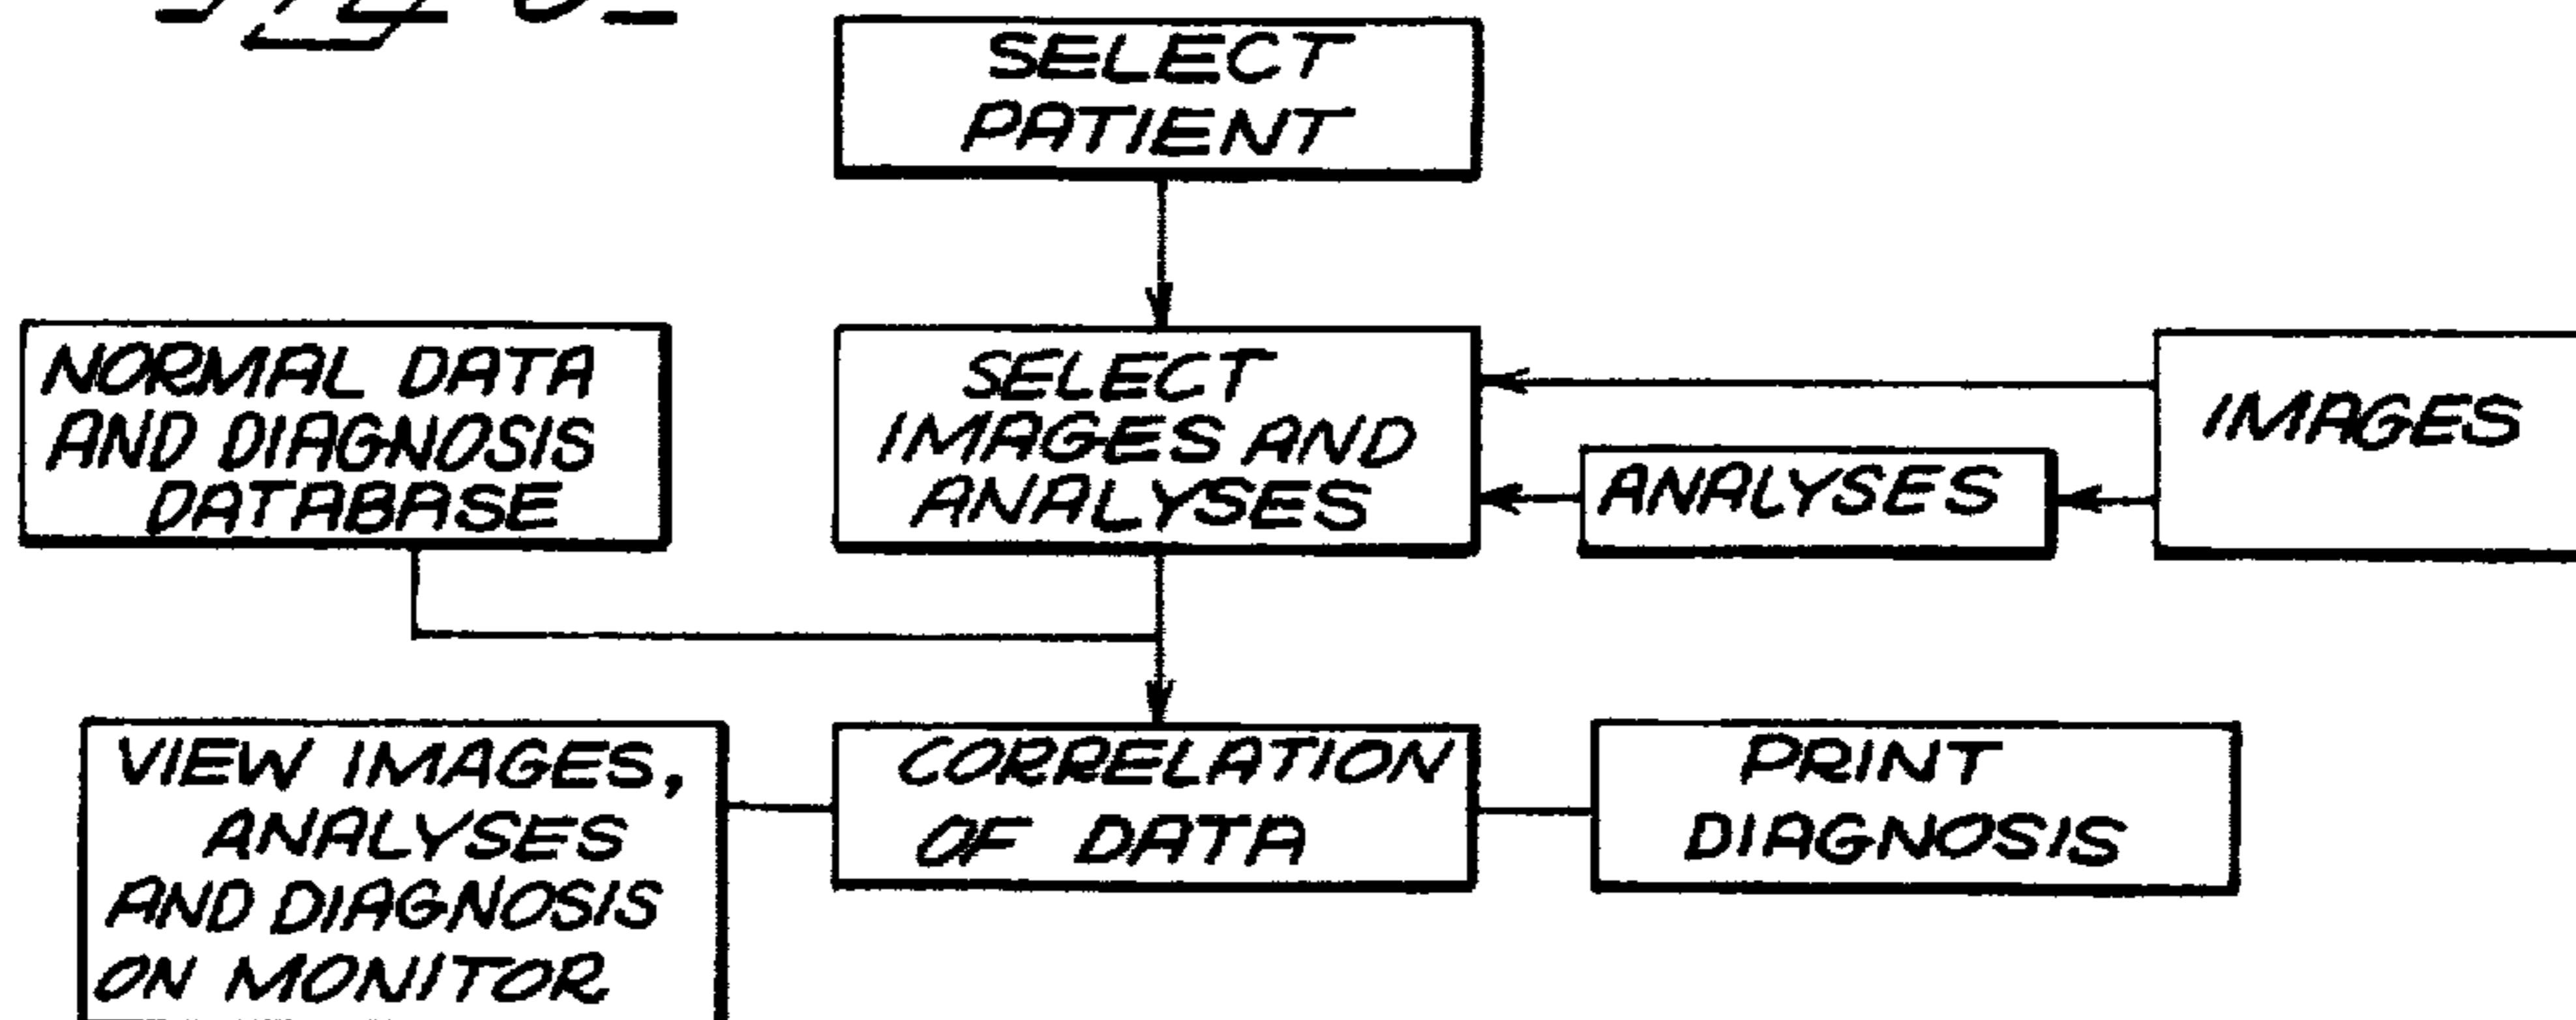 SELECT
PATIENT
NORMAL DATA
AND DIAGNOSIS
DATABASE
SELECT
IMAGES AND
ANALYSES
ANALYSES
IMAGES
VIEW IMAGES,
ANALYSES
AND DIAGNOSIS
ON MONITOR
CORRELATION
OF DATA
PRINT
DIAGNOSIS